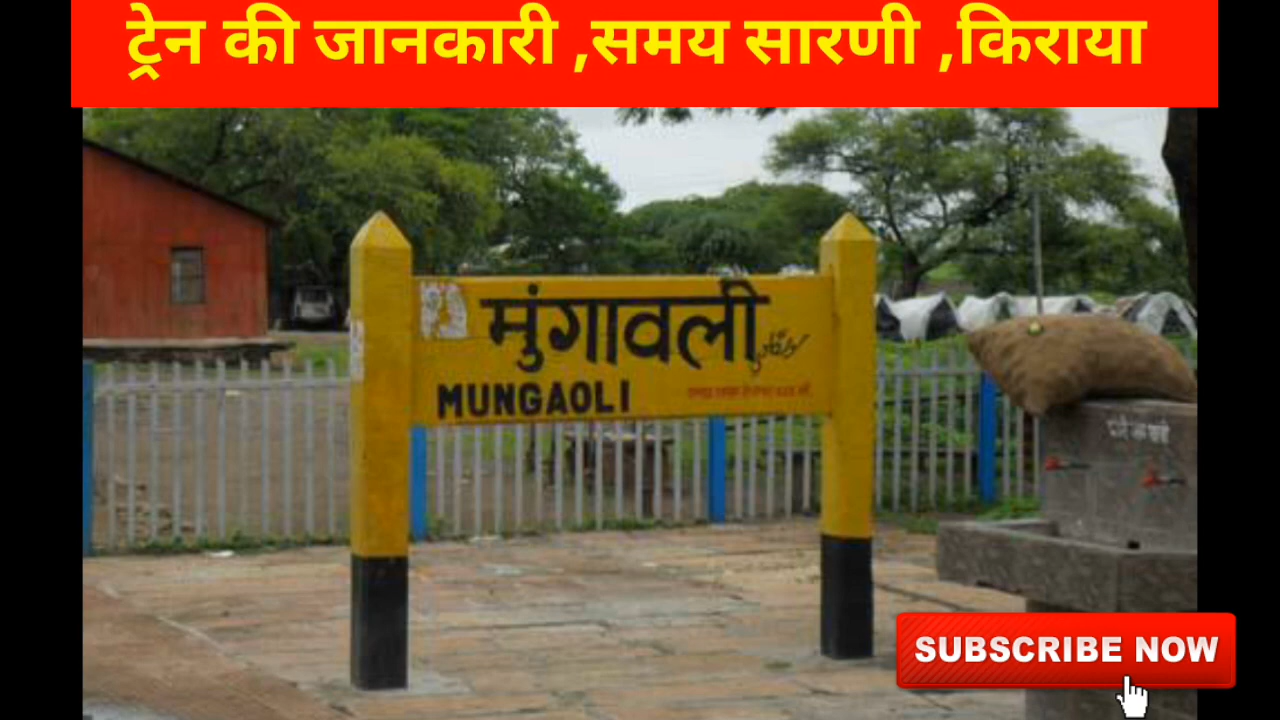 ट्रेन की जानकारी ,समय सारणी ,किराया
मुंगावली
MUNGAOLI
SUBSCRIBE NOW